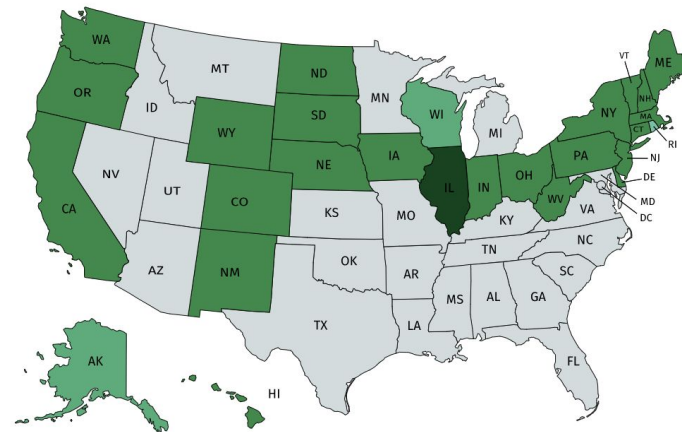 WA
VT
ME
MT
ND
OR
MN
NH
ID
SD
WI
NY
MA
WY
MI
CT
RI
IA
PA
NJ
NE
NV
OH
IL
IN
DE
UT
CO
WV
MD
CA
KS
MO
VA
KY
DC
NC
TN
AZ
NM
OK
AR
SC
MS
AL
GA
TX
LA
AK
FL
HI